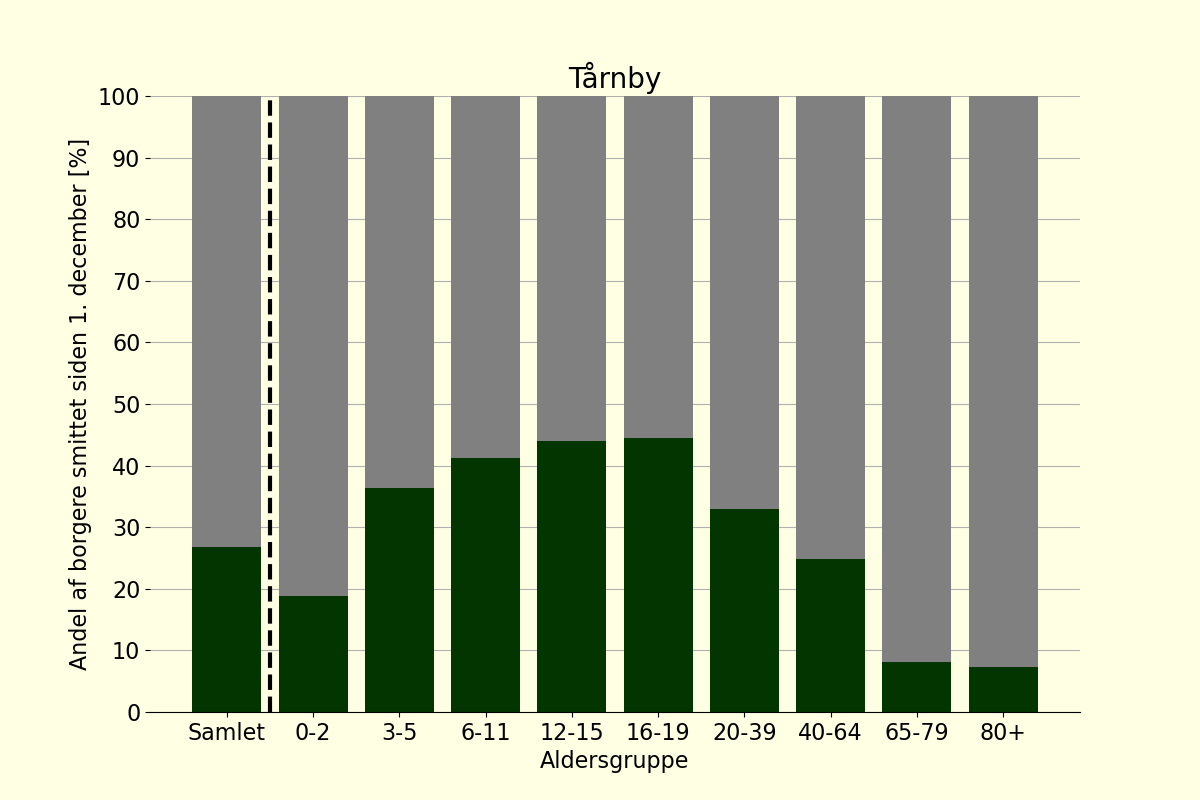 Tårnby
Andel af borgere smittet siden 1. december [%]
100
90
80
70
60
50
40
30
20
10
0
Samlet 0-2 3-5 6-11 12-15 16-19 20-39 40-64 65-79 80+
Aldersgruppe